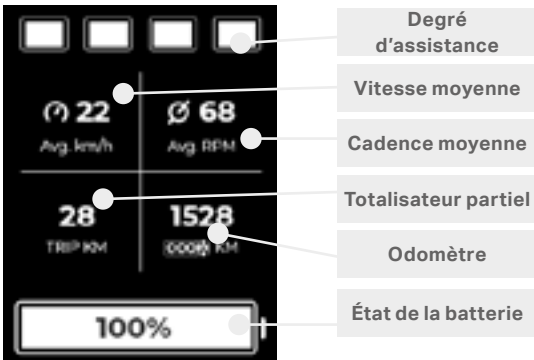 Degré
d'assistance
22 68
Avg. km/h Avg. RPM
Vitesse moyenne
Cadence moyenne
28 1528
TRIP KM KM
Totalisateur partiel
Odomètre
100%
État de la batterie